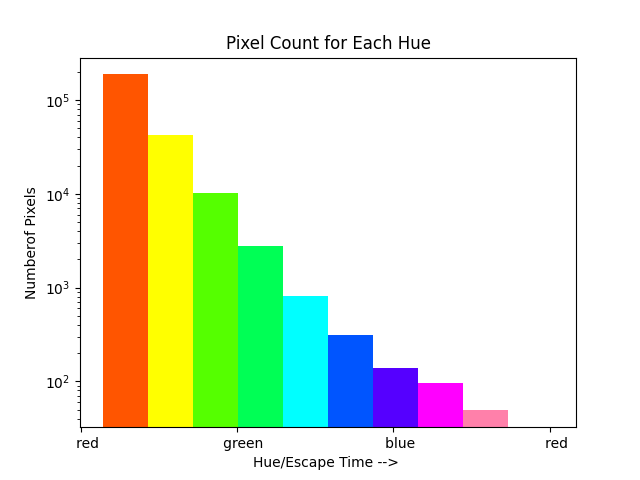 Pixel Count for Each Hue
Numberof Pixels
10^5
10^4
10^3
10^2
red green blue red
Hue/Escape Time -->